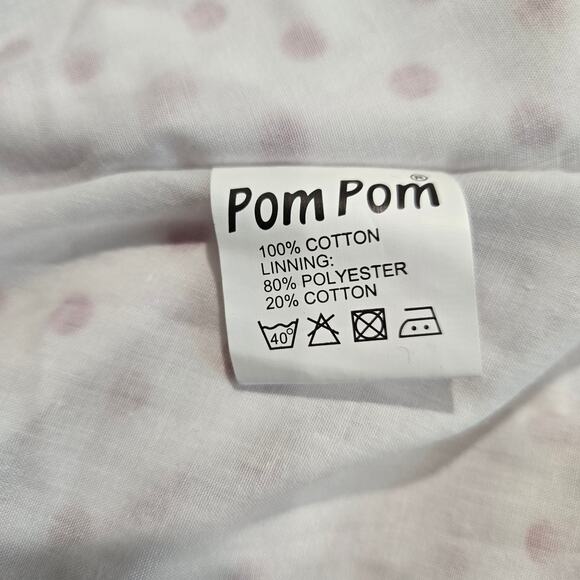 Pom Pom®
100% COTTON
LINNING:
80% POLYESTER
20% COTTON
40°